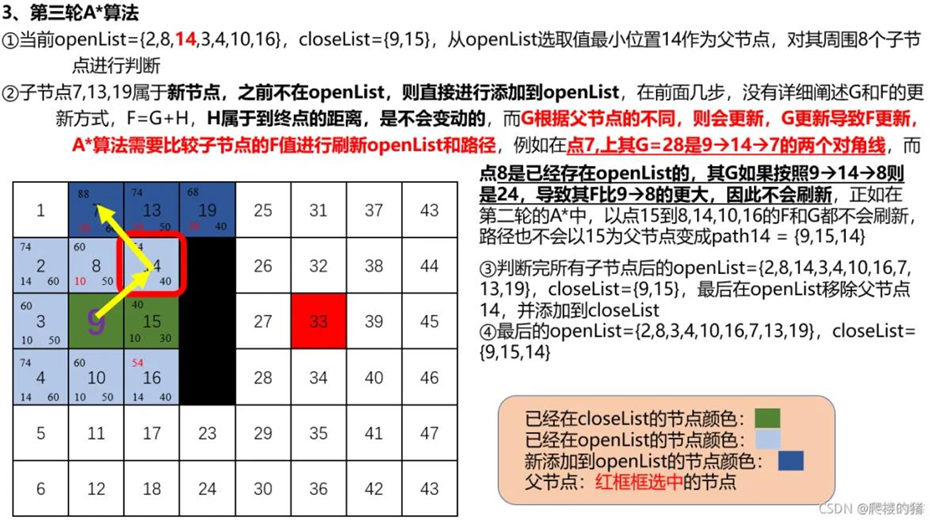 3、第三轮A*算法
①当前openList={2,8,14,3,4,10,16}，closeList={9,15}，从openList选取值最小位置14作为父节点，对其周围8个子节
点进行判断
②子节点7,13,19属于新节点，之前不在openList，则直接进行添加到openList，在前面几步，没有详细阐述G和F的更
新方式，F=G+H，H属于到终点的距离，是不会变动的，而G根据父节点的不同，则会更新，G更新导致F更新，
A*算法需要比较子节点的F值进行刷新openList和路径，例如在点7,上其G=28是9→14→7的两个对角线，而
点8是已经存在openList的，其G如果按照9→14→8则
是24，导致其F比9→8的更大，因此不会刷新，正如在
第二轮的A*中，以点15到8,14,10,16的F和G都不会刷新，
路径也不会以15为父节点变成path14 = {9,15,14}
③判断完所有子节点后的openList={2,8,14,3,4,10,16,7,
13,19}，closeList={9,15}，最后在openList移除父节点
14，并添加到closeList
④最后的openList={2,8,3,4,10,16,7,13,19}，closeList=
{9,15,14}
88 74 68
1 7 13 19 25 31 37 43
60 50 40
74 60
2 8 14 26 32 38 44
14 60 10 50 40
60 40
3 9 15 27 33 39 45
10 50 10 30
74 60 54
4 10 16 28 34 40 46
14 60 10 50 14 40
5 11 17 23 29 35 41 47
6 12 18 24 30 36 42 43
已经在closeList的节点颜色：
已经在openList的节点颜色：
新添加到openList的节点颜色：
父节点：红框框选中的节点
CSDN @爬楼的猪